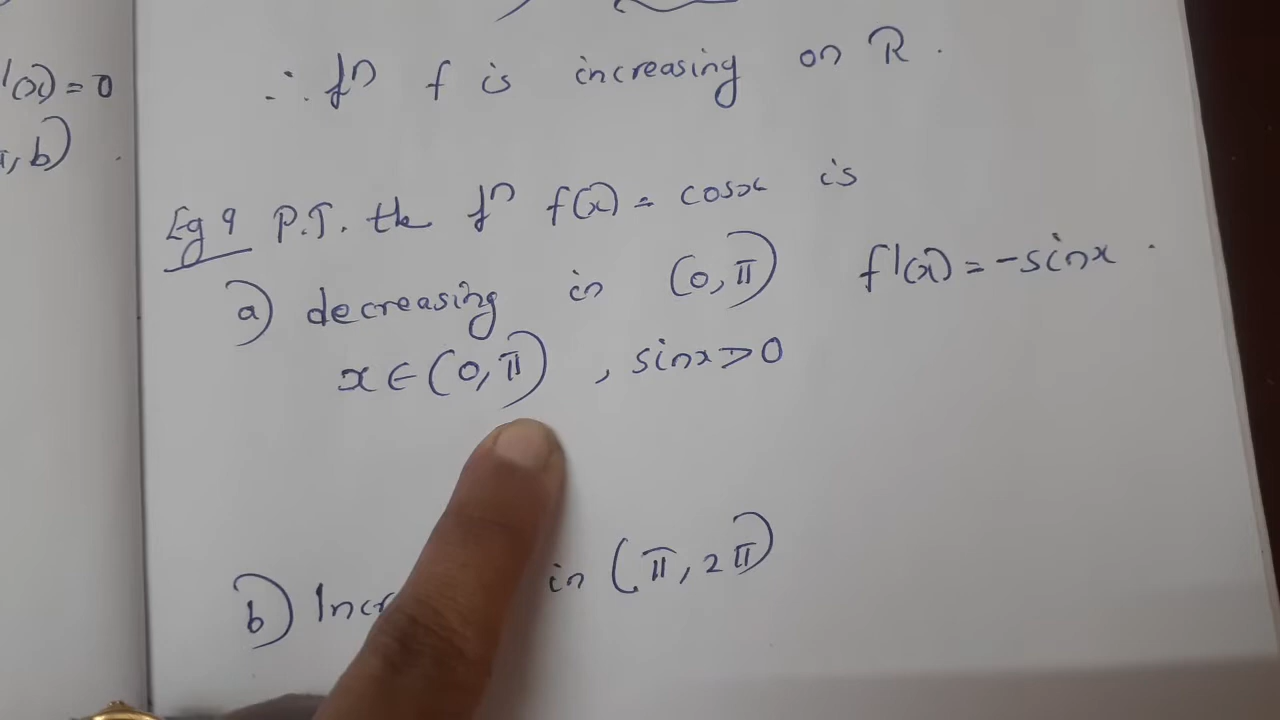 '(x) = 0
, b) .
∴ fn f is increasing on R .
Eg 9 P.T. the fn f(x) = cosx is
a) decreasing in (0, π) f'(x) = -sinx .
x ∈ (0, π) , sinx > 0
b) Incr in (π, 2π)